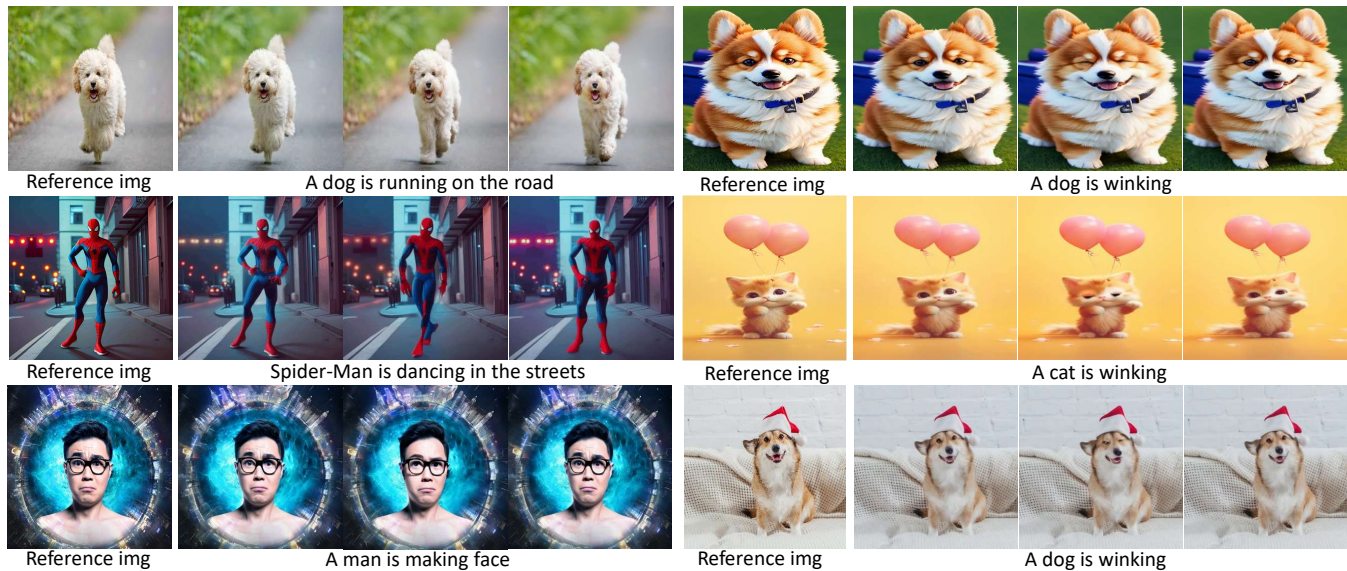 Reference img
A dog is running on the road
Reference img
A dog is winking
Reference img
Spider-Man is dancing in the streets
Reference img
A cat is winking
Reference img
A man is making face
Reference img
A dog is winking